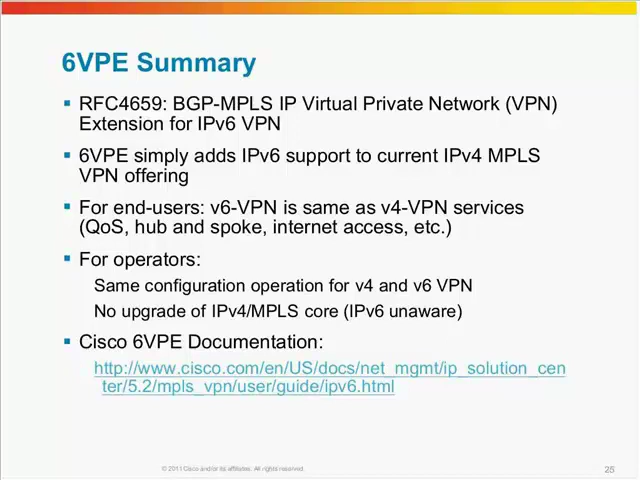 6VPE Summary
RFC4659: BGP-MPLS IP Virtual Private Network (VPN)
Extension for IPv6 VPN
6VPE simply adds IPv6 support to current IPv4 MPLS
VPN offering
For end-users: v6-VPN is same as v4-VPN services
(QoS, hub and spoke, internet access, etc.)
For operators:
Same configuration operation for v4 and v6 VPN
No upgrade of IPv4/MPLS core (IPv6 unaware)
Cisco 6VPE Documentation:
http://www.cisco.com/en/US/docs/net_mgmt/ip_solution_cen
ter/5.2/mpls_vpn/user/guide/ipv6.html
© 2011 Cisco and/or its affiliates. All rights reserved.
25